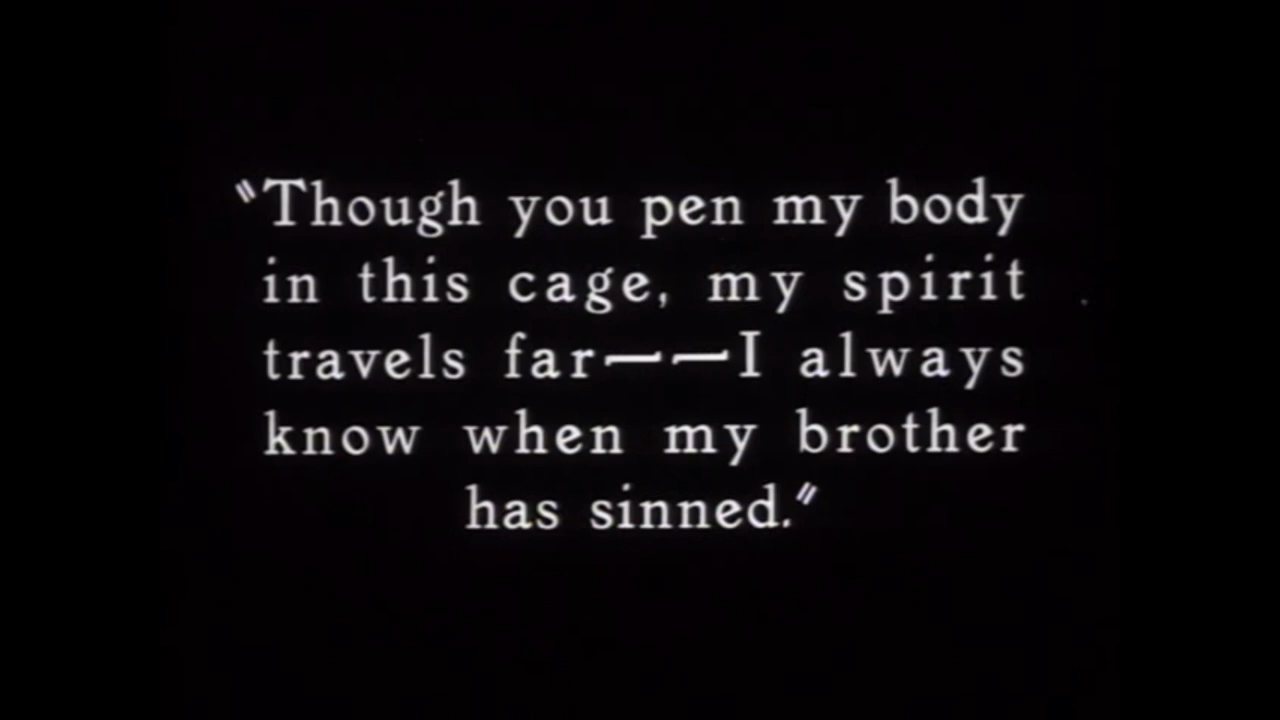 "Though you pen my body
in this cage, my spirit
travels far——I always
know when my brother
has sinned."